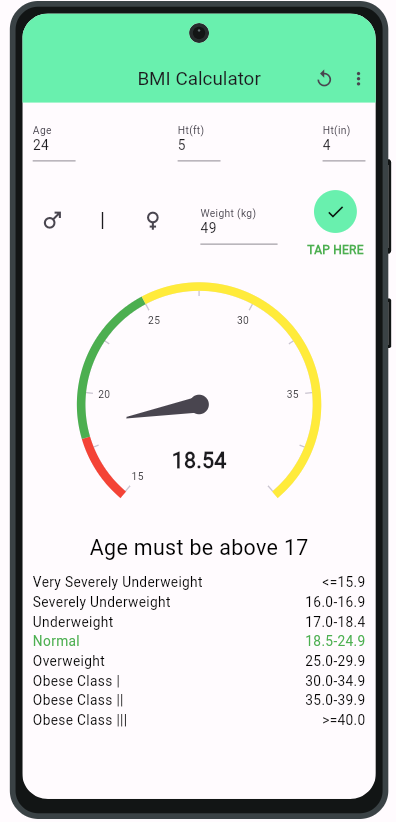 BMI Calculator
Age Ht(ft) Ht(in)
24 5 4
|
Weight (kg)
49
TAP HERE
25 30
20 35
18.54
15
Age must be above 17
Very Severely Underweight <=15.9
Severely Underweight 16.0-16.9
Underweight 17.0-18.4
Normal 18.5-24.9
Overweight 25.0-29.9
Obese Class | 30.0-34.9
Obese Class || 35.0-39.9
Obese Class ||| >=40.0